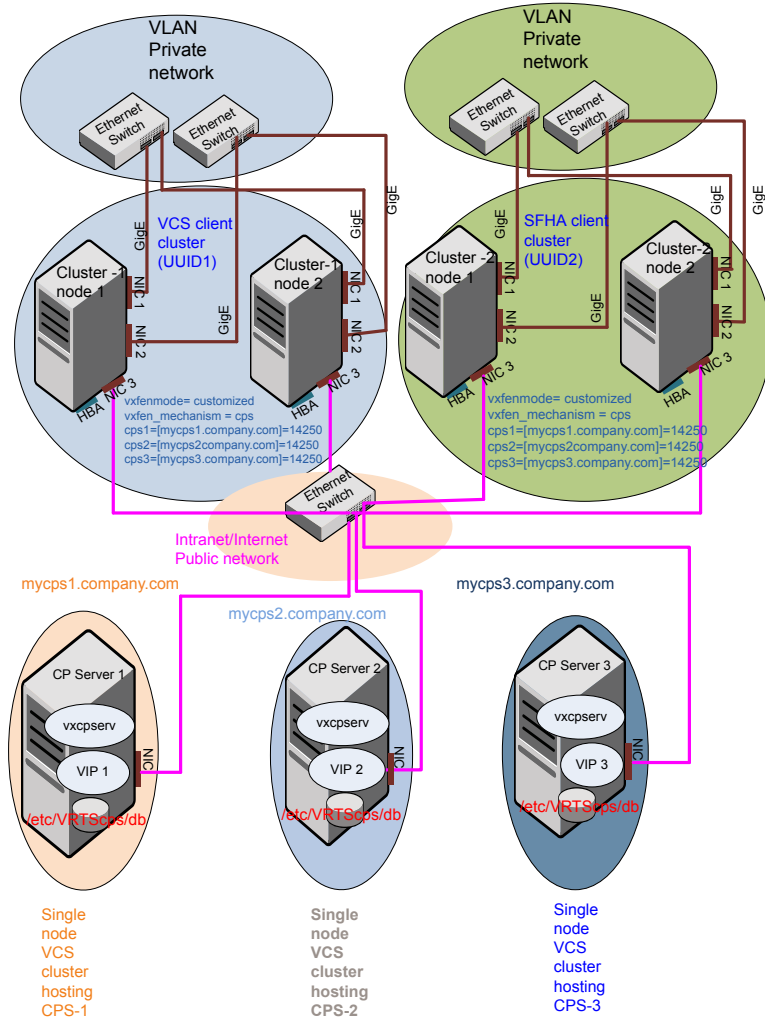 VLAN
Private
network
VLAN
Private
network
Ethernet
Switch
Ethernet
Switch
Ethernet
Switch
Ethernet
Switch
GigE
GigE
GigE
GigE
GigE
GigE
GigE
GigE
VCS client
cluster
(UUID1)
SFHA client
cluster
(UUID2)
Cluster -1
node 1
Cluster-1
node 2
Cluster -2
node 1
Cluster-2
node 2
NIC 1
NIC 2
NIC 3
HBA
NIC 1
NIC 2
NIC 3
HBA
NIC 1
NIC 2
NIC 3
HBA
NIC 1
NIC 2
NIC 3
HBA
vxfenmode= customized
vxfen_mechanism = cps
cps1=[mycps1.company.com]=14250
cps2=[mycps2company.com]=14250
cps3=[mycps3.company.com]=14250
vxfenmode= customized
vxfen_mechanism = cps
cps1=[mycps1.company.com]=14250
cps2=[mycps2company.com]=14250
cps3=[mycps3.company.com]=14250
Ethernet
Switch
Intranet/Internet
Public network
mycps1.company.com
mycps2.company.com
mycps3.company.com
CP Server 1
vxcpserv
VIP 1
NIC
/etc/VRTScps/db
CP Server 2
vxcpserv
VIP 2
NIC
/etc/VRTScps/db
CP Server 3
vxcpserv
VIP 3
NIC
/etc/VRTScps/db
Single
node
VCS
cluster
hosting
CPS-1
Single
node
VCS
cluster
hosting
CPS-2
Single
node
VCS
cluster
hosting
CPS-3